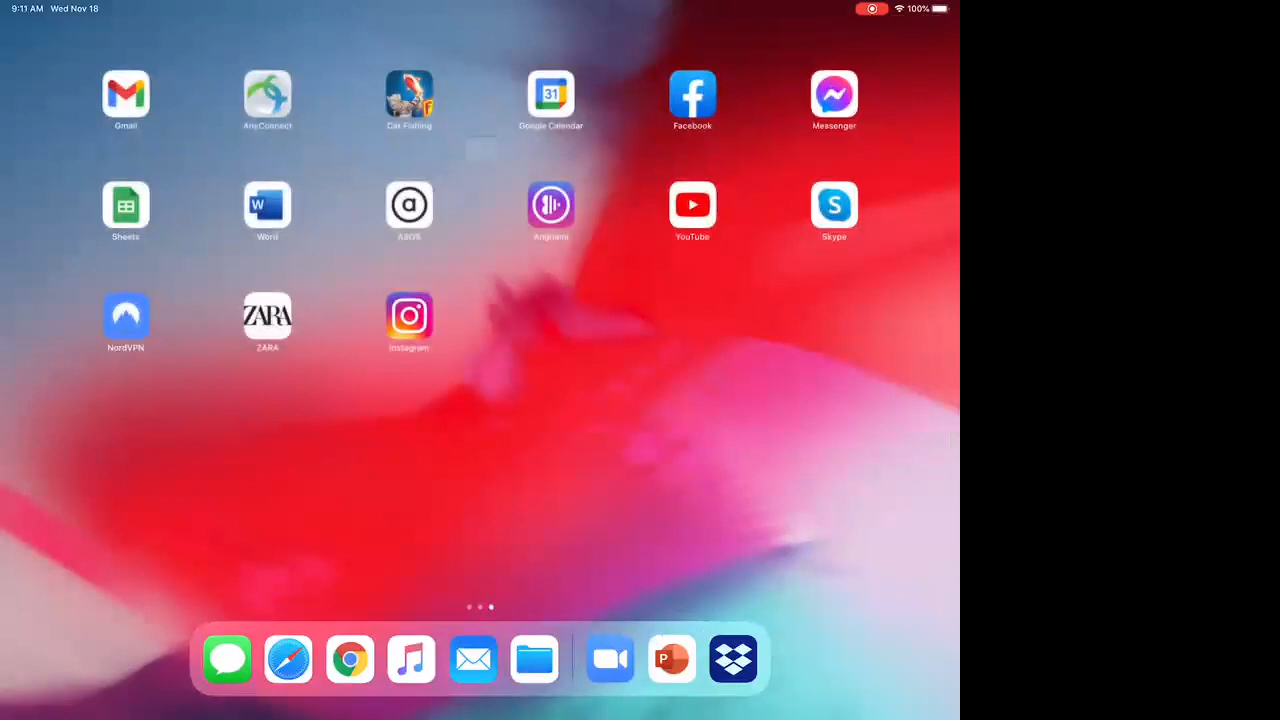 9:11 AM Wed Nov 18
100%
Gmail
AnyConnect
Cat Fishing
31
Google Calendar
Facebook
Messenger
Sheets
W
Word
a
ASOS
Anghami
YouTube
S
Skype
NordVPN
ZARA
ZARA
Instagram
P